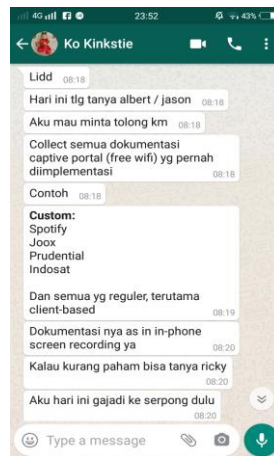 4G
23:52
43%
Ko Kinkstie
Lidd 08:18
Hari ini tlg tanya albert / jason 08:18
Aku mau minta tolong km 08:18
Collect semua dokumentasi
captive portal (free wifi) yg pernah
diimplementasi 08:18
Contoh 08:18
Custom:
Spotify
Joox
Prudential
Indosat
Dan semua yg reguler, terutama
client-based 08:19
Dokumentasi nya as in in-phone
screen recording ya 08:20
Kalau kurang paham bisa tanya ricky
08:20
Aku hari ini gajadi ke serpong dulu
08:20
Type a message